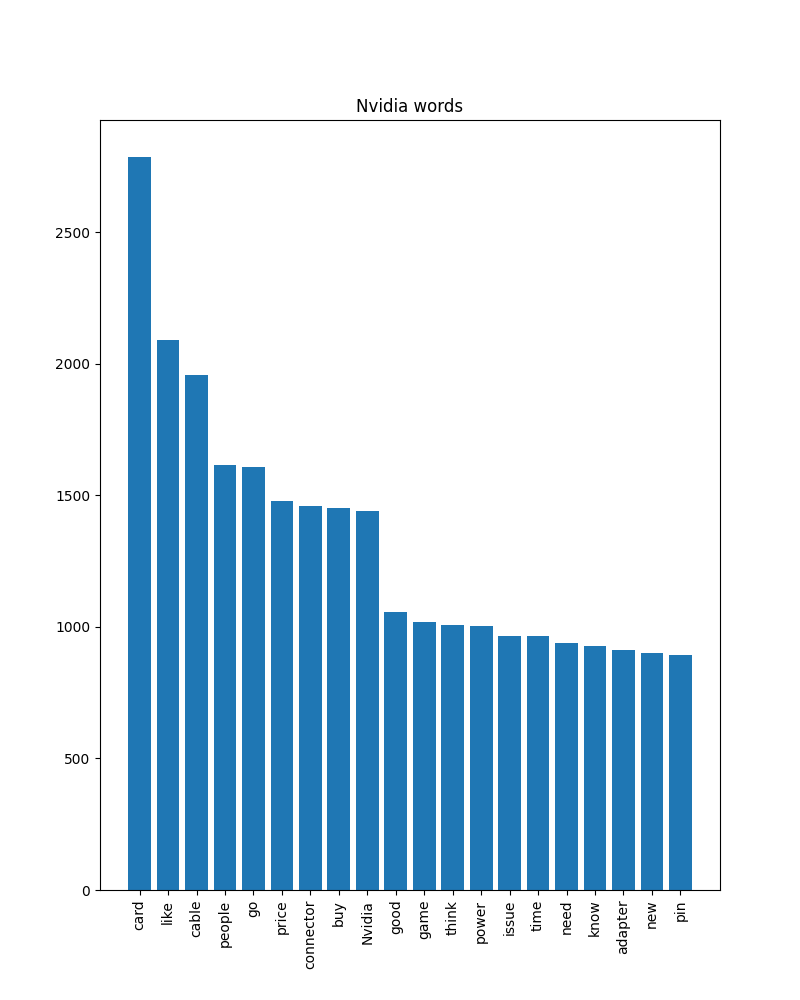 Nvidia words
2500
2000
1500
1000
500
0
card
like
cable
people
go
price
connector
buy
Nvidia
good
game
think
power
issue
time
need
know
adapter
new
pin